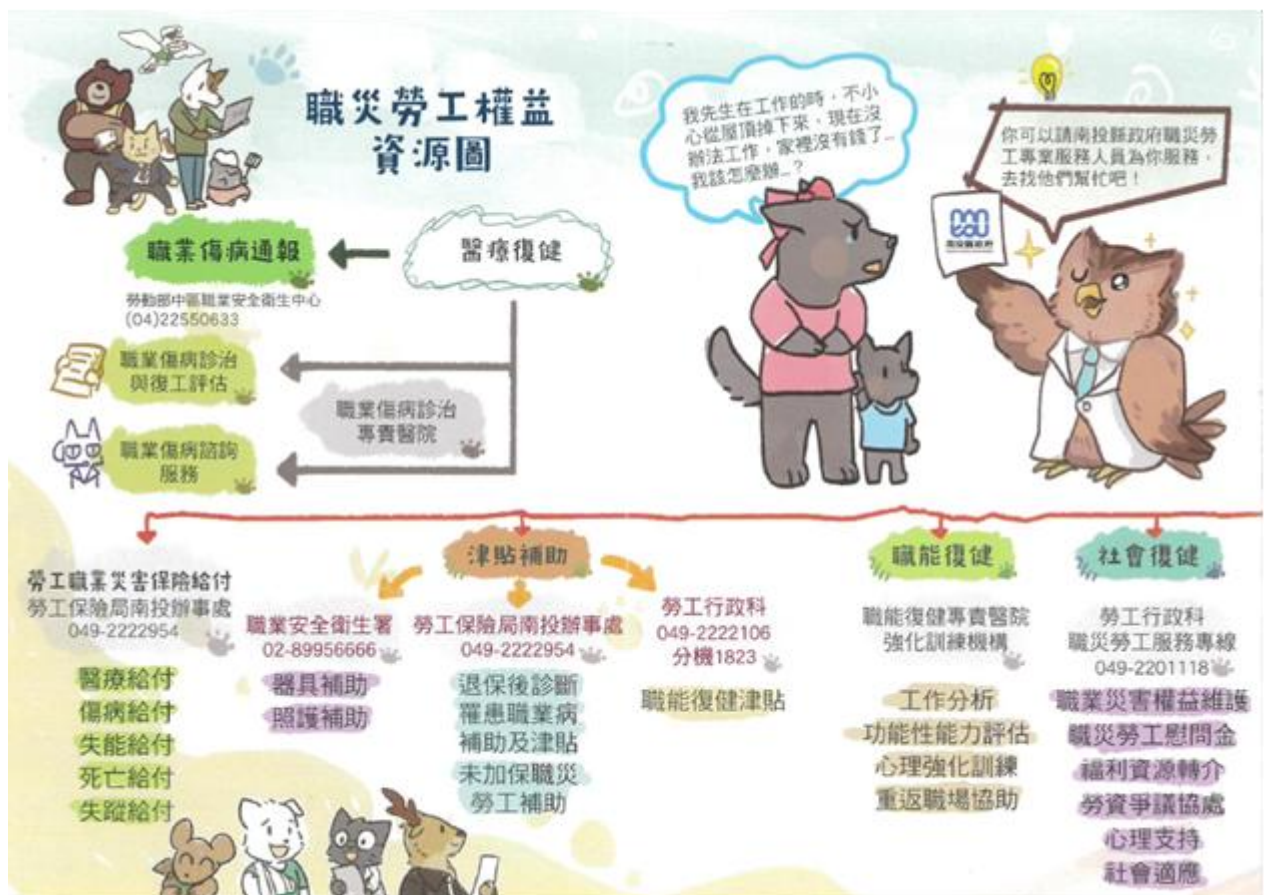 職災勞工權益
資源圖
我先生在工作的時,不小
心從屋頂掉下來,現在沒
辦法工作,家裡沒有錢了...
我該怎麼辦...?
你可以請南投縣政府職災勞
工專業服務人員為你服務,
去找他們幫忙吧!
南投縣政府
職業傷病通報
醫療復健
勞動部中區職業安全衛生中心
(04)22550633
職業傷病診治
與復工評估
職業傷病診治
專責醫院
職業傷病諮詢
服務
勞工職業災害保險給付
勞工保險局南投辦事處
049-2222954
醫療給付
傷病給付
失能給付
死亡給付
失蹤給付
津貼補助
職業安全衛生署
02-89956666
器具補助
照護補助
勞工保險局南投辦事處
049-2222954
退保後診斷
罹患職業病
補助及津貼
未加保職災
勞工補助
勞工行政科
049-2222106
分機1823
職能復健津貼
職能復健
職能復健專責醫院
強化訓練機構
工作分析
功能性能力評估
心理強化訓練
重返職場協助
社會復健
勞工行政科
職災勞工服務專線
049-2201118
職業災害權益維護
職災勞工慰問金
福利資源轉介
勞資爭議協處
心理支持
社會適應